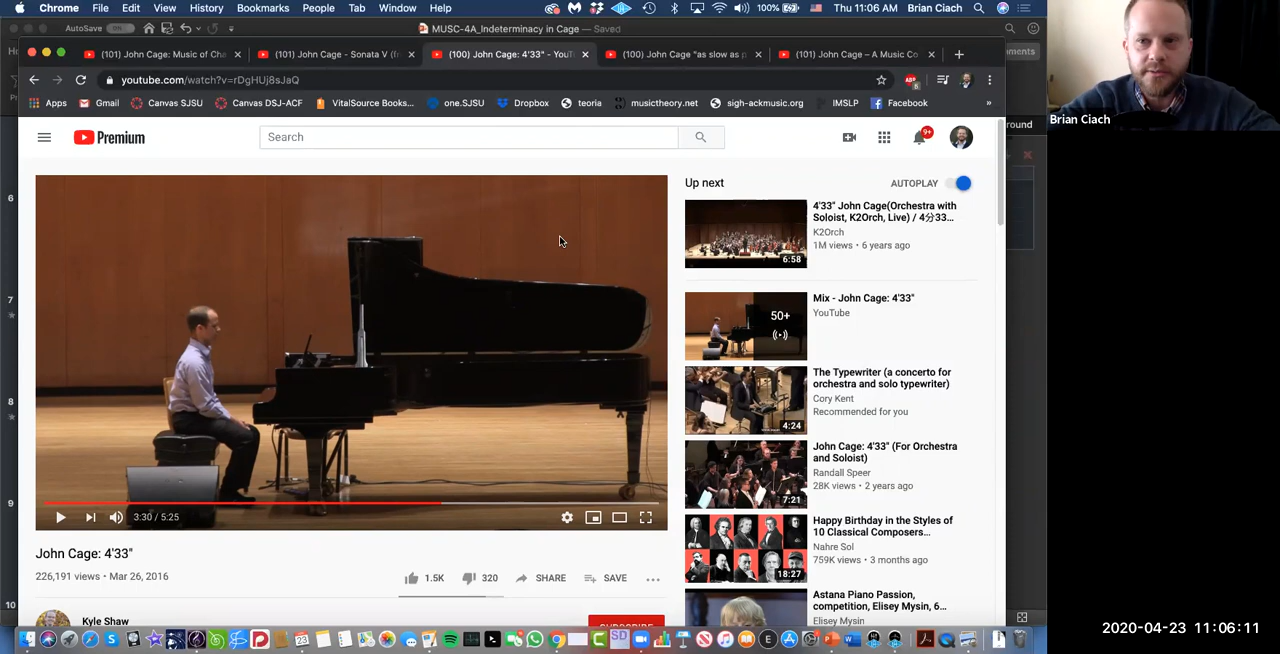 Chrome File Edit View History Bookmarks People Tab Window Help
100% Thu 11:06 AM Brian Ciach
AutoSave MUSC-4A_Indeterminacy in Cage — Saved
(101) John Cage: Music of Cha
(101) John Cage - Sonata V (fr
(100) John Cage: 4'33" - YouT
(100) John Cage "as slow as p
(101) John Cage – A Music Co
youtube.com/watch?v=rDgHUj8sJaQ
Apps Gmail Canvas SJSU Canvas DSJ-ACF VitalSource Books... one.SJSU Dropbox teoria musictheory.net sigh-ackmusic.org IMSLP Facebook »
Brian Ciach
Premium
Search
9+
Up next
AUTOPLAY
4'33" John Cage(Orchestra with
Soloist, K2Orch, Live) / 4分33...
K2Orch
1M views • 6 years ago
6:58
Mix - John Cage: 4'33"
YouTube
50+
The Typewriter (a concerto for
orchestra and solo typewriter)
Cory Kent
Recommended for you
4:24
John Cage: 4'33" (For Orchestra
and Soloist)
Randall Speer
28K views • 2 years ago
7:21
Happy Birthday in the Styles of
10 Classical Composers...
Nahre Sol
759K views • 3 months ago
18:27
Astana Piano Passion,
competition, Elisey Mysin, 6...
Elisey Mysin
3:30 / 5:25
John Cage: 4'33"
226,191 views • Mar 26, 2016
1.5K 320 SHARE SAVE
Kyle Shaw
SUBSCRIBE
6
7
8
9
10
2020-04-23 11:06:11